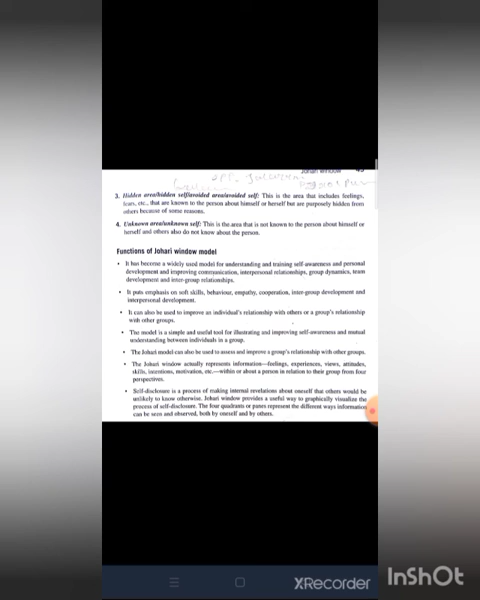 Johari window 45
3. Hidden area/hidden self/avoided area/avoided self: This is the area that includes feelings,
fears, etc., that are known to the person about himself or herself but are purposely hidden from
others because of some reasons.
4. Unknown area/unknown self: This is the area that is not known to the person about himself or
herself and others also do not know about the person.
Functions of Johari window model
• It has become a widely used model for understanding and training self-awareness and personal
development and improving communication, interpersonal relationships, group dynamics, team
development and inter-group relationships.
• It puts emphasis on soft skills, behaviour, empathy, cooperation, inter-group development and
interpersonal development.
• It can also be used to improve an individual's relationship with others or a group's relationship
with other groups.
• The model is a simple and useful tool for illustrating and improving self-awareness and mutual
understanding between individuals in a group.
• The Johari model can also be used to assess and improve a group's relationship with other groups.
• The Johari window actually represents information—feelings, experiences, views, attitudes,
skills, intentions, motivation, etc.—within or about a person in relation to their group from four
perspectives.
• Self-disclosure is a process of making internal revelations about oneself that others would be
unlikely to know otherwise. Johari window provides a useful way to graphically visualize the
process of self-disclosure. The four quadrants or panes represent the different ways information
can be seen and observed, both by oneself and by others.
XRecorder
InShOt